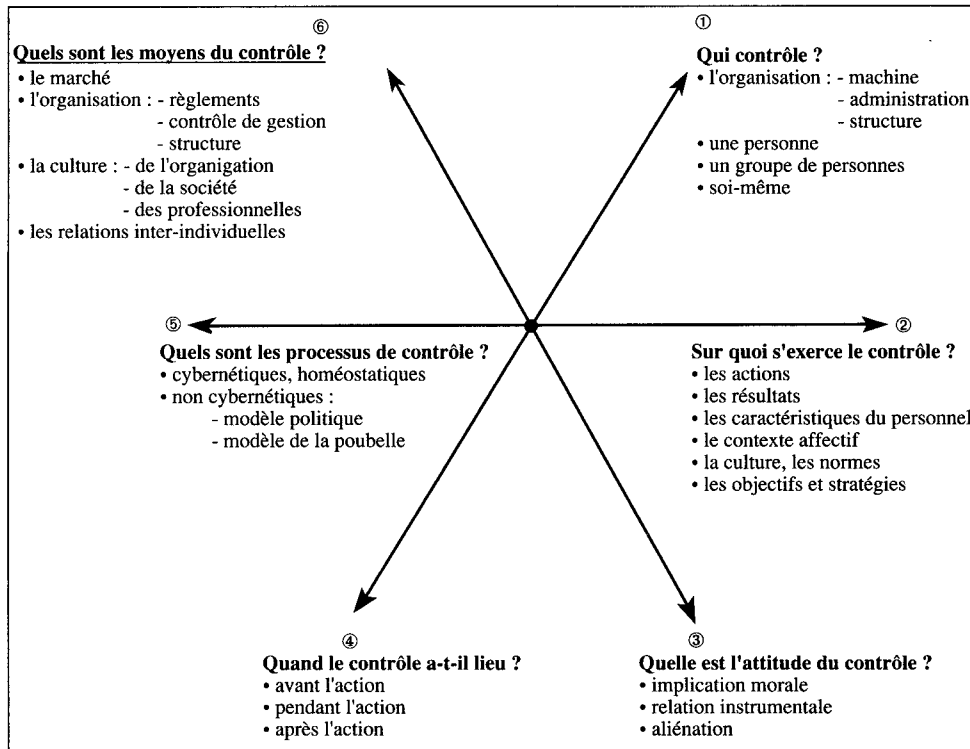 ⑥
Quels sont les moyens du contrôle ?
• le marché
• l'organisation : - règlements
- contrôle de gestion
- structure
• la culture : - de l'organigation
- de la société
- des professionnelles
• les relations inter-individuelles
①
Qui contrôle ?
• l'organisation : - machine
- administration
- structure
• une personne
• un groupe de personnes
• soi-même
⑤
Quels sont les processus de contrôle ?
• cybernétiques, homéostatiques
• non cybernétiques :
- modèle politique
- modèle de la poubelle
②
Sur quoi s'exerce le contrôle ?
• les actions
• les résultats
• les caractéristiques du personnel
• le contexte affectif
• la culture, les normes
• les objectifs et stratégies
④
Quand le contrôle a-t-il lieu ?
• avant l'action
• pendant l'action
• après l'action
③
Quelle est l'attitude du contrôle ?
• implication morale
• relation instrumentale
• aliénation